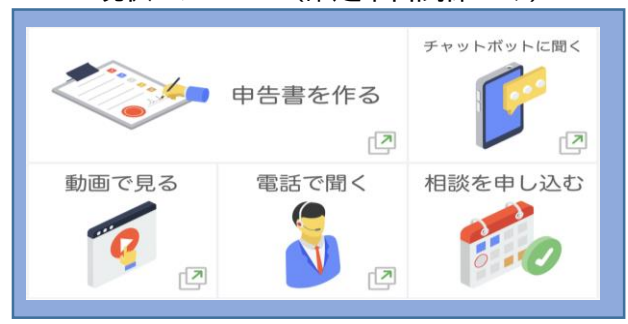 申告書を作る
チャットボットに聞く
動画で見る
電話で聞く
相談を申し込む